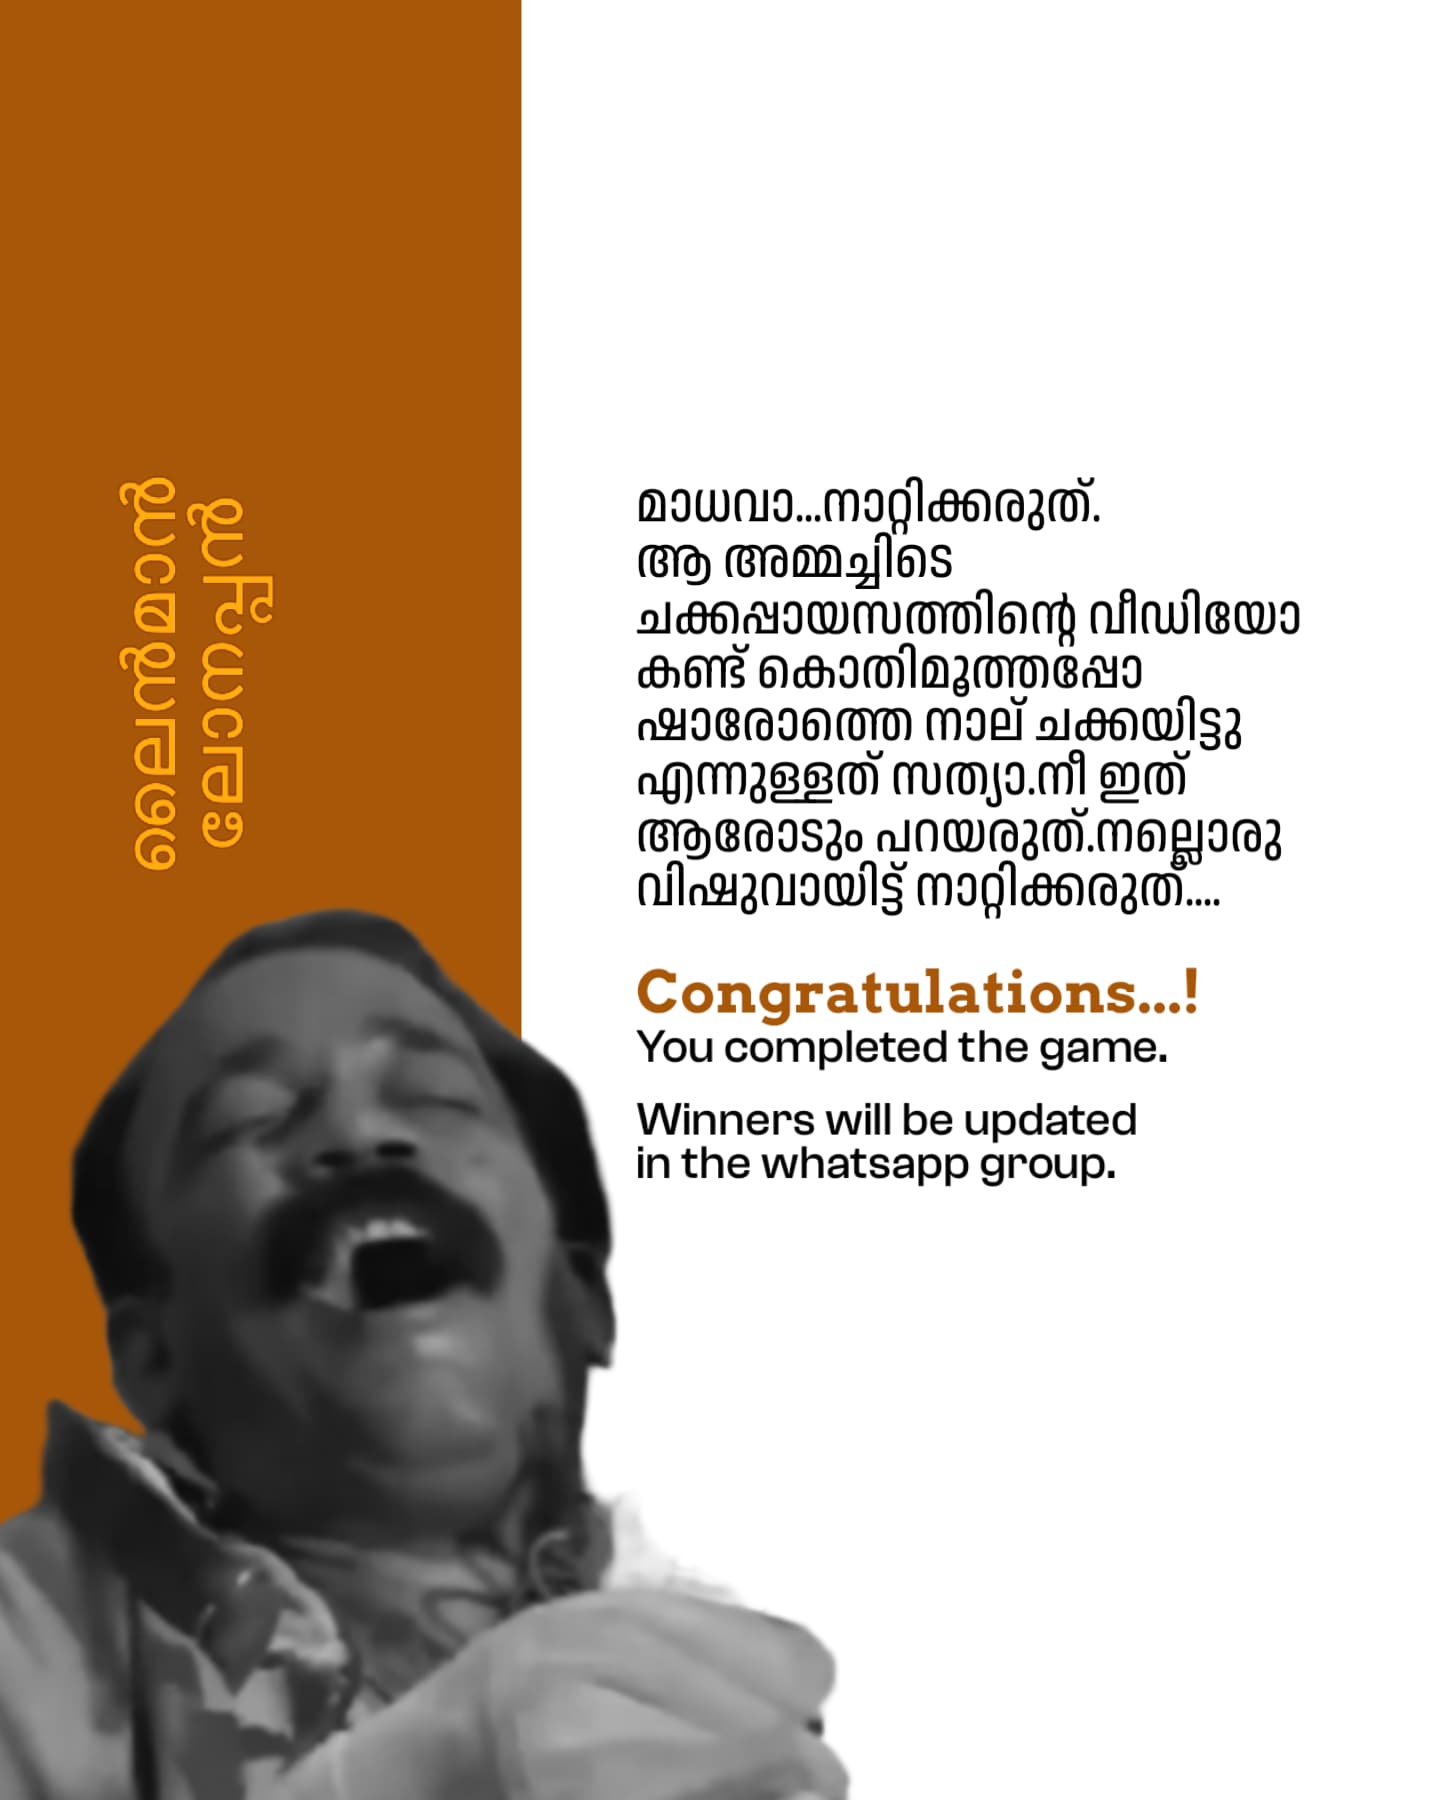 ലൈൻമാൻ
ലോനപ്പൻ
മാധവാ...നാറ്റിക്കരുത്.
ആ അമ്മച്ചിടെ
ചക്കപ്പായസത്തിന്റെ വീഡിയോ
കണ്ട് കൊതിമൂത്തപ്പോ
ഷാരോത്തെ നാല് ചക്കയിട്ടു
എന്നുള്ളത് സത്യാ.നീ ഇത്
ആരോടും പറയരുത്.നല്ലൊരു
വിഷുവായിട്ട് നാറ്റിക്കരുത്....
Congratulations...!
You completed the game.
Winners will be updated
in the whatsapp group.